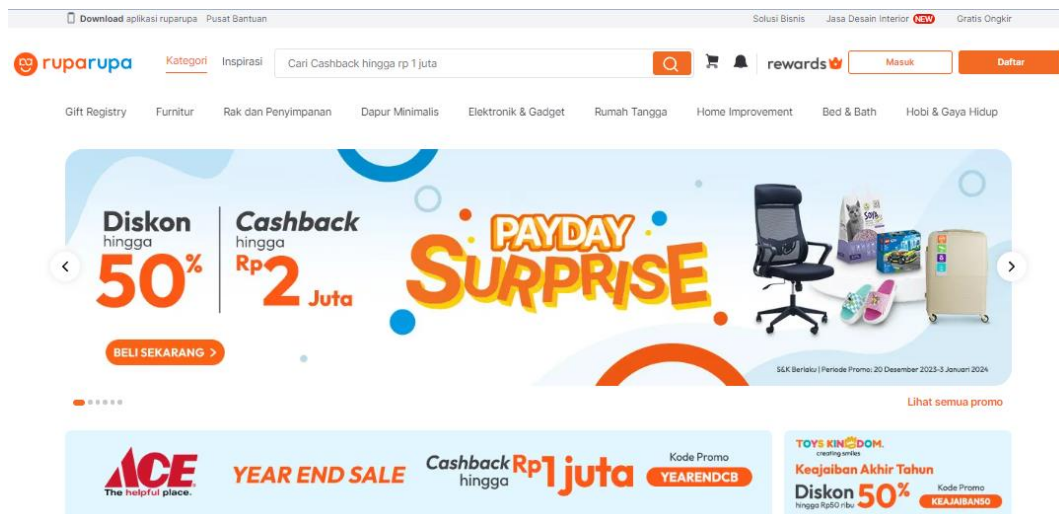 Download aplikasi ruparupa Pusat Bantuan Solusi Bisnis Jasa Desain Interior NEW Gratis Ongkir
ruparupa Kategori Inspirasi Cari Cashback hingga rp 1 juta rewards Masuk Daftar
Gift Registry Furnitur Rak dan Penyimpanan Dapur Minimalis Elektronik & Gadget Rumah Tangga Home Improvement Bed & Bath Hobi & Gaya Hidup
Diskon
hingga
50%
Cashback
hingga
Rp2 Juta
BELI SEKARANG >
PAYDAY
SURPRISE
S&K Berlaku | Periode Promo: 20 Desember 2023-3 Januari 2024
Lihat semua promo
ACE
The helpful place.
YEAR END SALE
Cashback
hingga
Rp1 juta
Kode Promo
YEARENDCB
TOYS KINGDOM.
creating smiles
Keajaiban Akhir Tahun
Diskon 50%
hingga Rp50 ribu
Kode Promo
KEAJAIBAN50